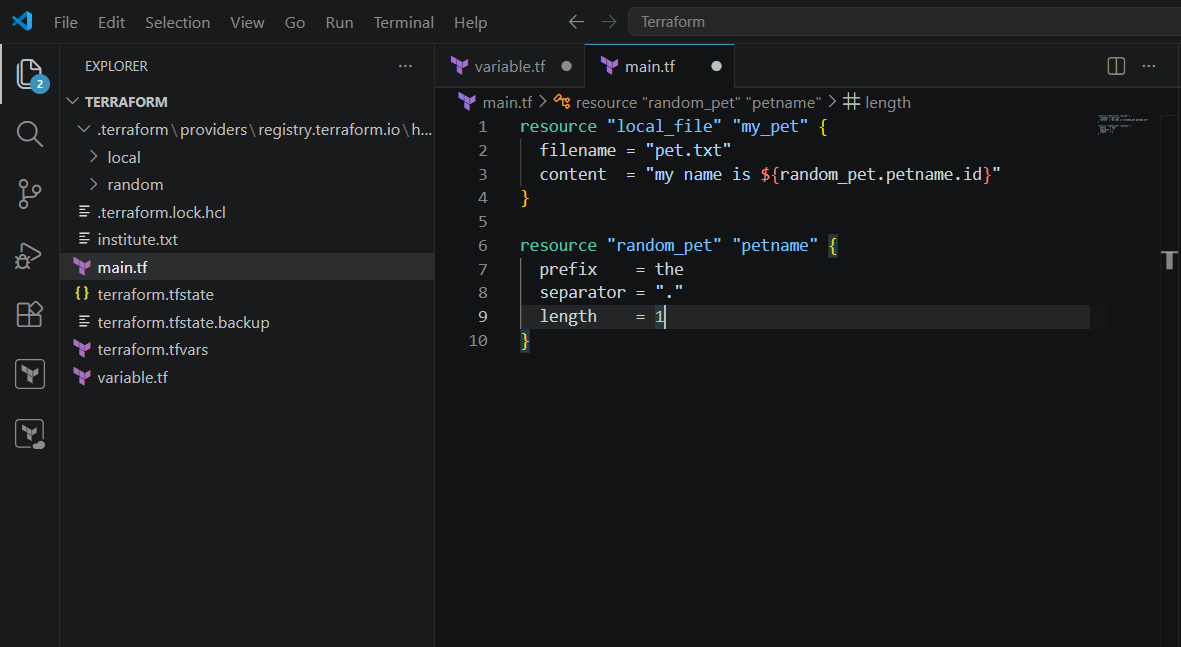 File Edit Selection View Go Run Terminal Help Terraform
EXPLORER ···
2
variable.tf
main.tf
TERRAFORM
.terraform\providers\registry.terraform.io\h...
local
random
.terraform.lock.hcl
institute.txt
main.tf
{} terraform.tfstate
terraform.tfstate.backup
terraform.tfvars
variable.tf
main.tf > resource "random_pet" "petname" > # length
1 resource "local_file" "my_pet" {
2 filename = "pet.txt"
3 content  = "my name is ${random_pet.petname.id}"
4 }
5
6 resource "random_pet" "petname" {
7 prefix    = the
8 separator = "."
9 length    = 1
10 }